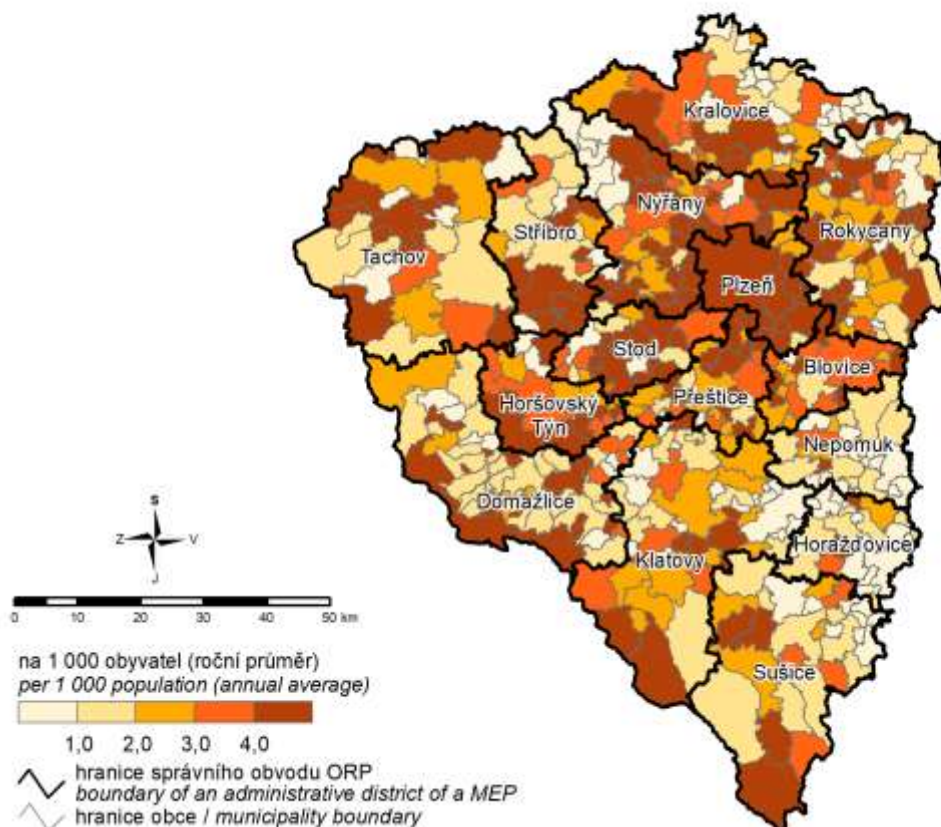 Kralovice
Nýřany
Stříbro
Rokycany
Tachov
Plzeň
Stod
Blovice
Přeštice
Horšovský
Týn
Nepomuk
Domažlice
Horažďovice
Klatovy
Sušice
S
Z V
J
0 10 20 30 40 50 km
na 1 000 obyvatel (roční průměr)
per 1 000 population (annual average)
1,0 2,0 3,0 4,0
hranice správního obvodu ORP
boundary of an administrative district of a MEP
hranice obce / municipality boundary